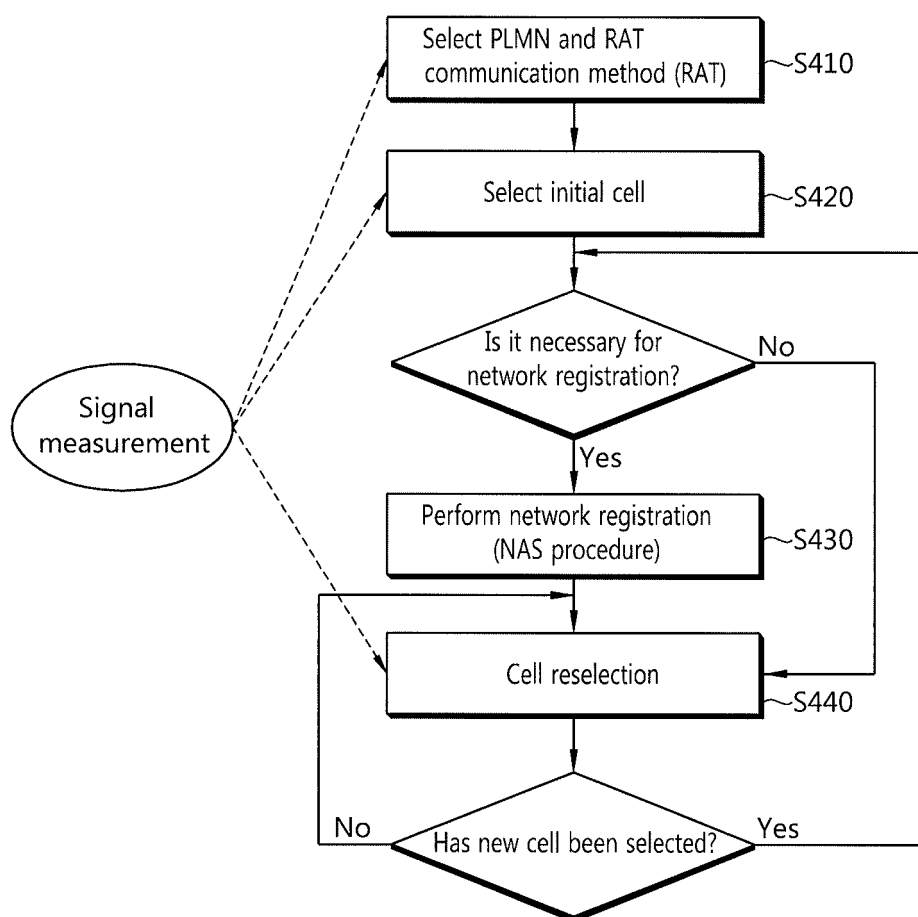 Select PLMN and RAT
communication method (RAT)
S410
Select initial cell
S420
Is it necessary for
network registration?
No
Yes
Signal
measurement
Perform network registration
(NAS procedure)
S430
Cell reselection
S440
Has new cell been selected?
No
Yes